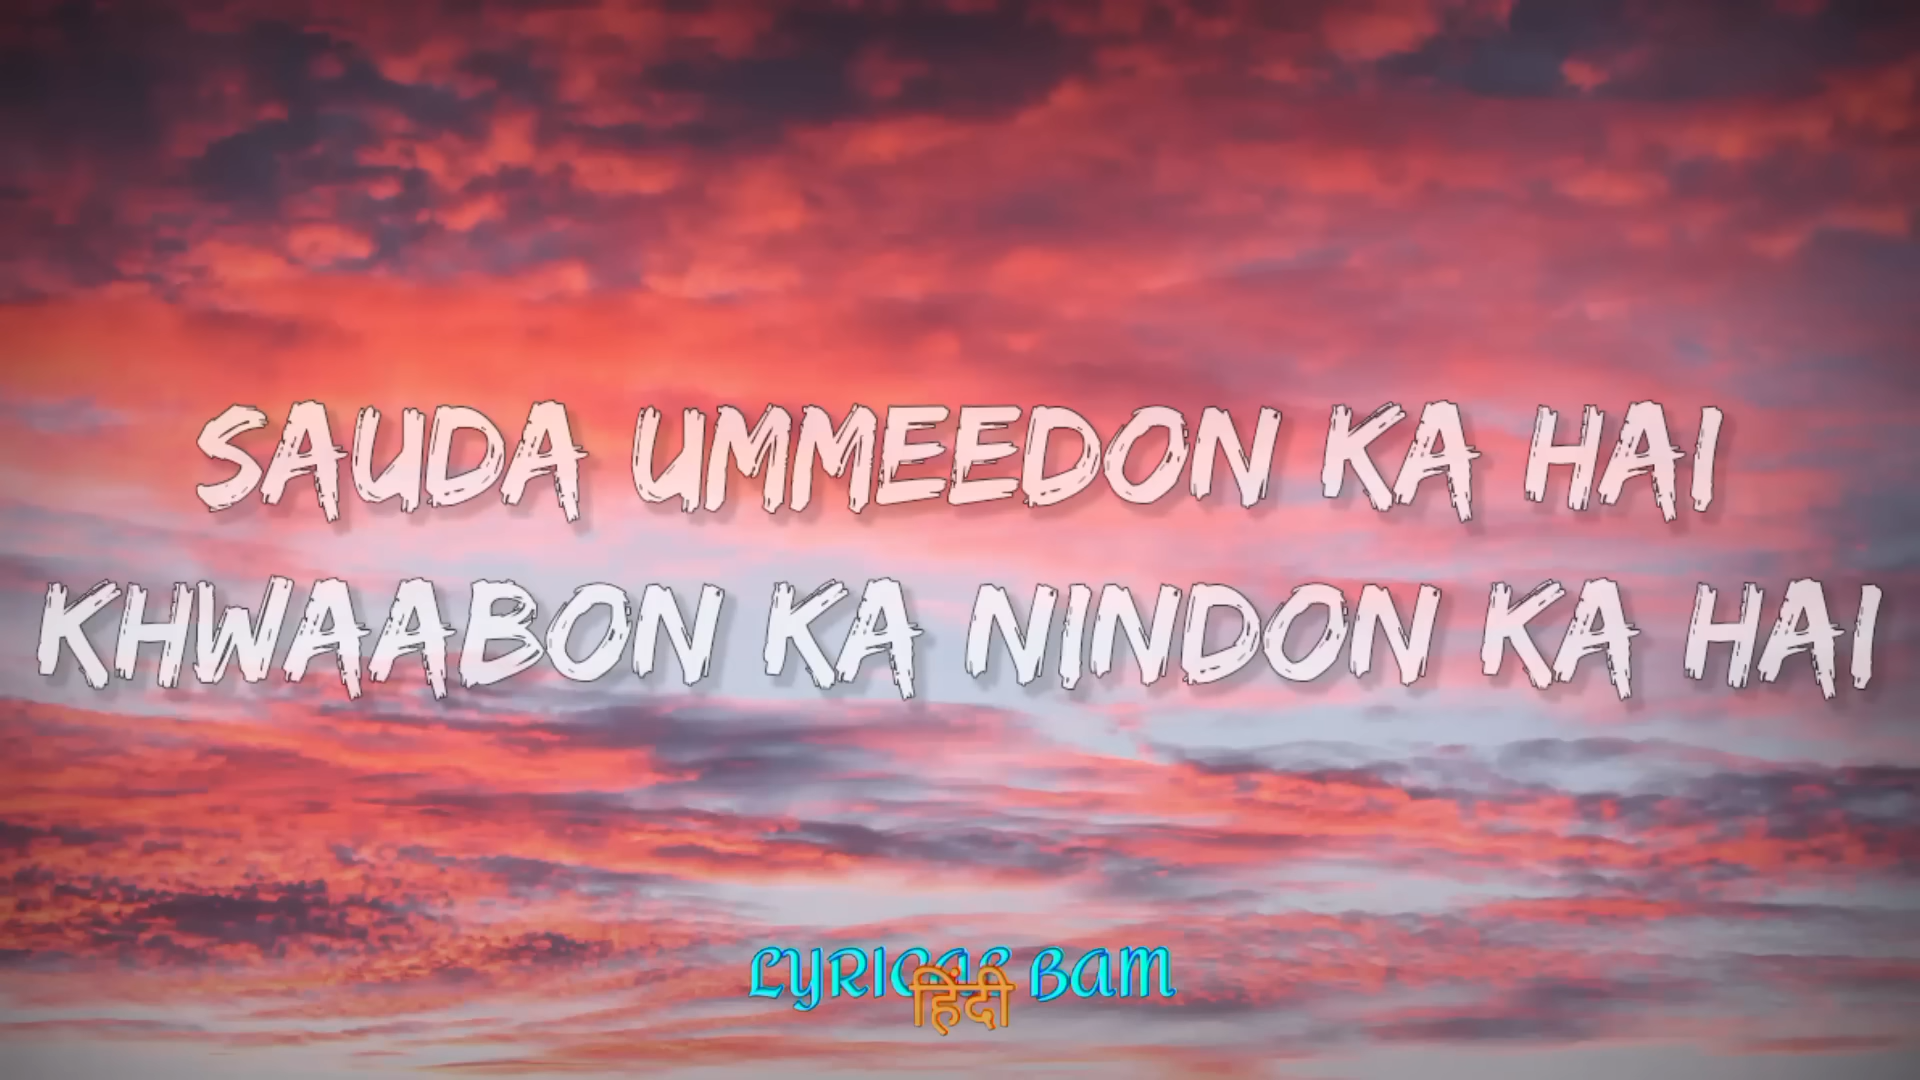 SAUDA UMMEEDON KA HAI
KHWAABON KA NINDON KA HAI
LYRICAL BAM
हिंदी